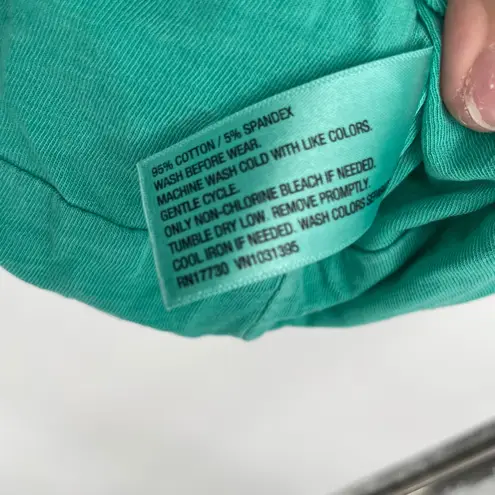 95% COTTON / 5% SPANDEX
WASH BEFORE WEAR.
MACHINE WASH COLD WITH LIKE COLORS.
GENTLE CYCLE.
ONLY NON-CHLORINE BLEACH IF NEEDED.
TUMBLE DRY LOW. REMOVE PROMPTLY.
COOL IRON IF NEEDED. WASH COLORS
RN17730 VN1031395